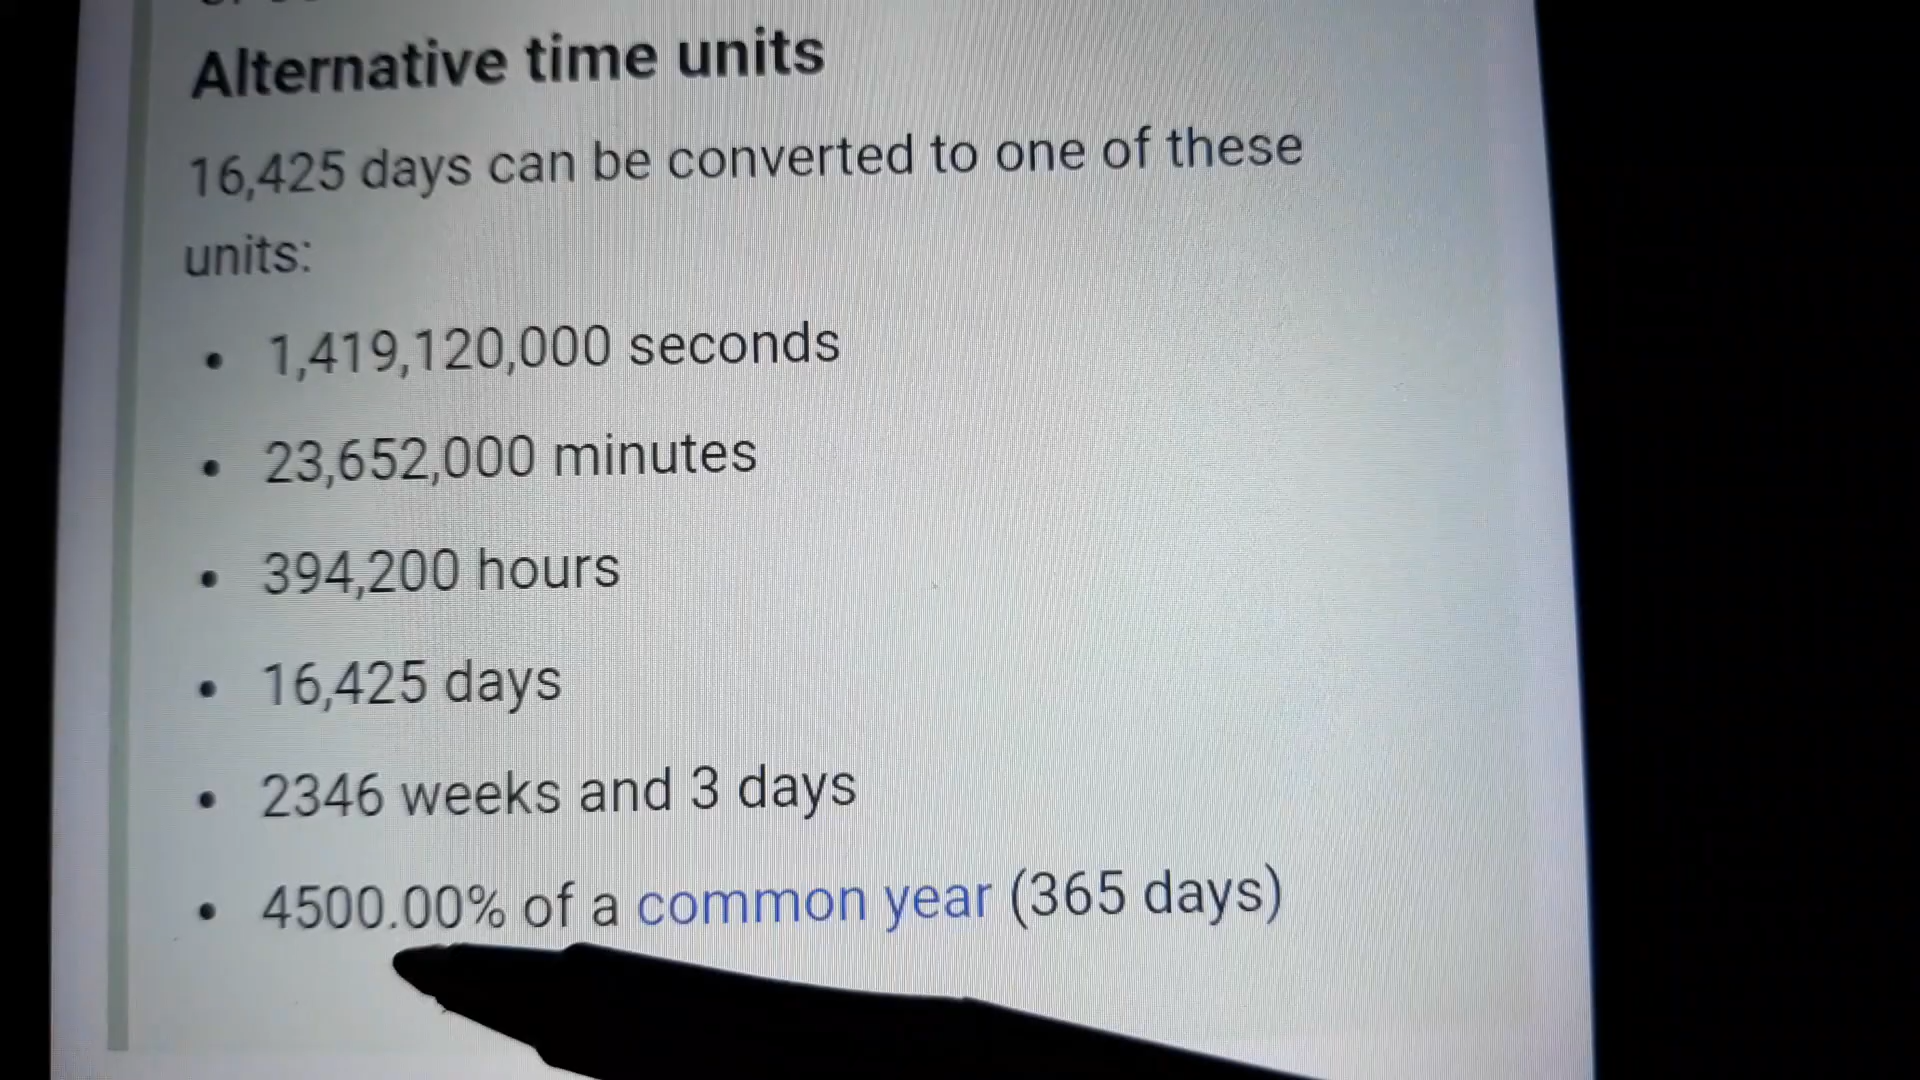 Alternative time units
16,425 days can be converted to one of these
units:
• 1,419,120,000 seconds
• 23,652,000 minutes
• 394,200 hours
• 16,425 days
• 2346 weeks and 3 days
• 4500.00% of a common year (365 days)